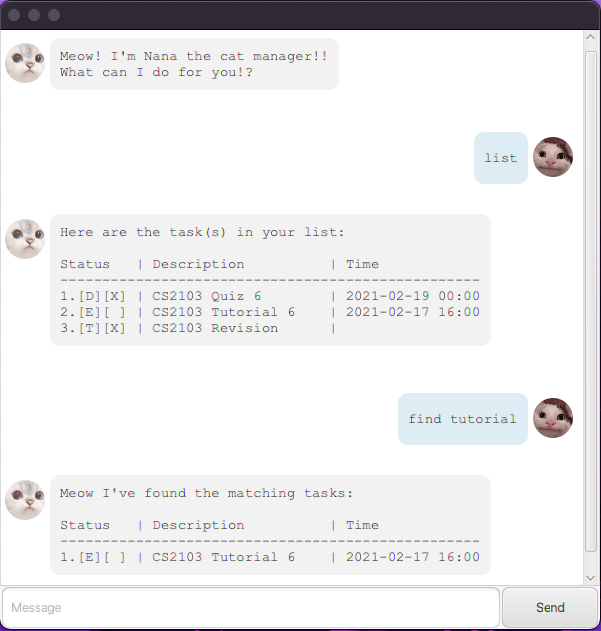 Meow! I'm Nana the cat manager!!
What can I do for you!?
list
Here are the task(s) in your list:
Status   | Description          | Time
--------------------------------------------------
1.[D][X] | CS2103 Quiz 6        | 2021-02-19 00:00
2.[E][ ] | CS2103 Tutorial 6    | 2021-02-17 16:00
3.[T][X] | CS2103 Revision      |
find tutorial
Meow I've found the matching tasks:
Status   | Description          | Time
--------------------------------------------------
1.[E][ ] | CS2103 Tutorial 6    | 2021-02-17 16:00
Message
Send